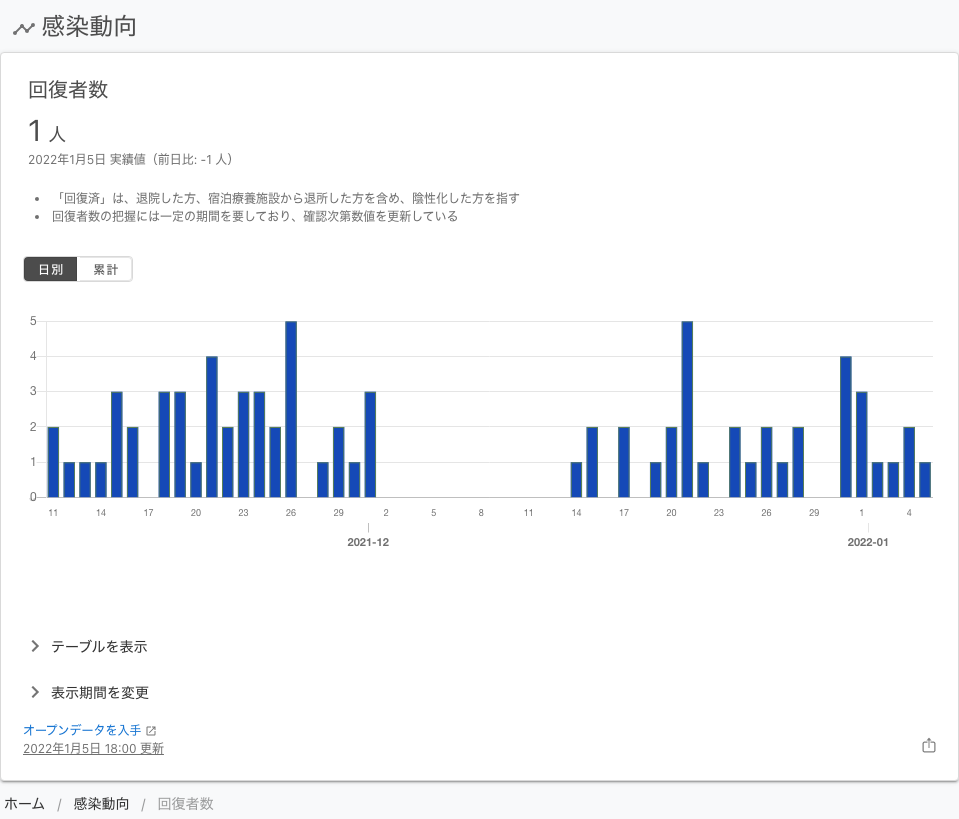 感染動向
回復者数
1 人
2022年1月5日 実績値（前日比: -1 人）
• 「回復済」は、退院した方、宿泊療養施設から退所した方を含め、陰性化した方を指す
• 回復者数の把握には一定の期間を要しており、確認次第数値を更新している
日別 累計
5
4
3
2
1
0
11 14 17 20 23 26 29 2 5 8 11 14 17 20 23 26 29 1 4
2021-12 2022-01
テーブルを表示
表示期間を変更
オープンデータを入手
2022年1月5日 18:00 更新
ホーム / 感染動向 / 回復者数